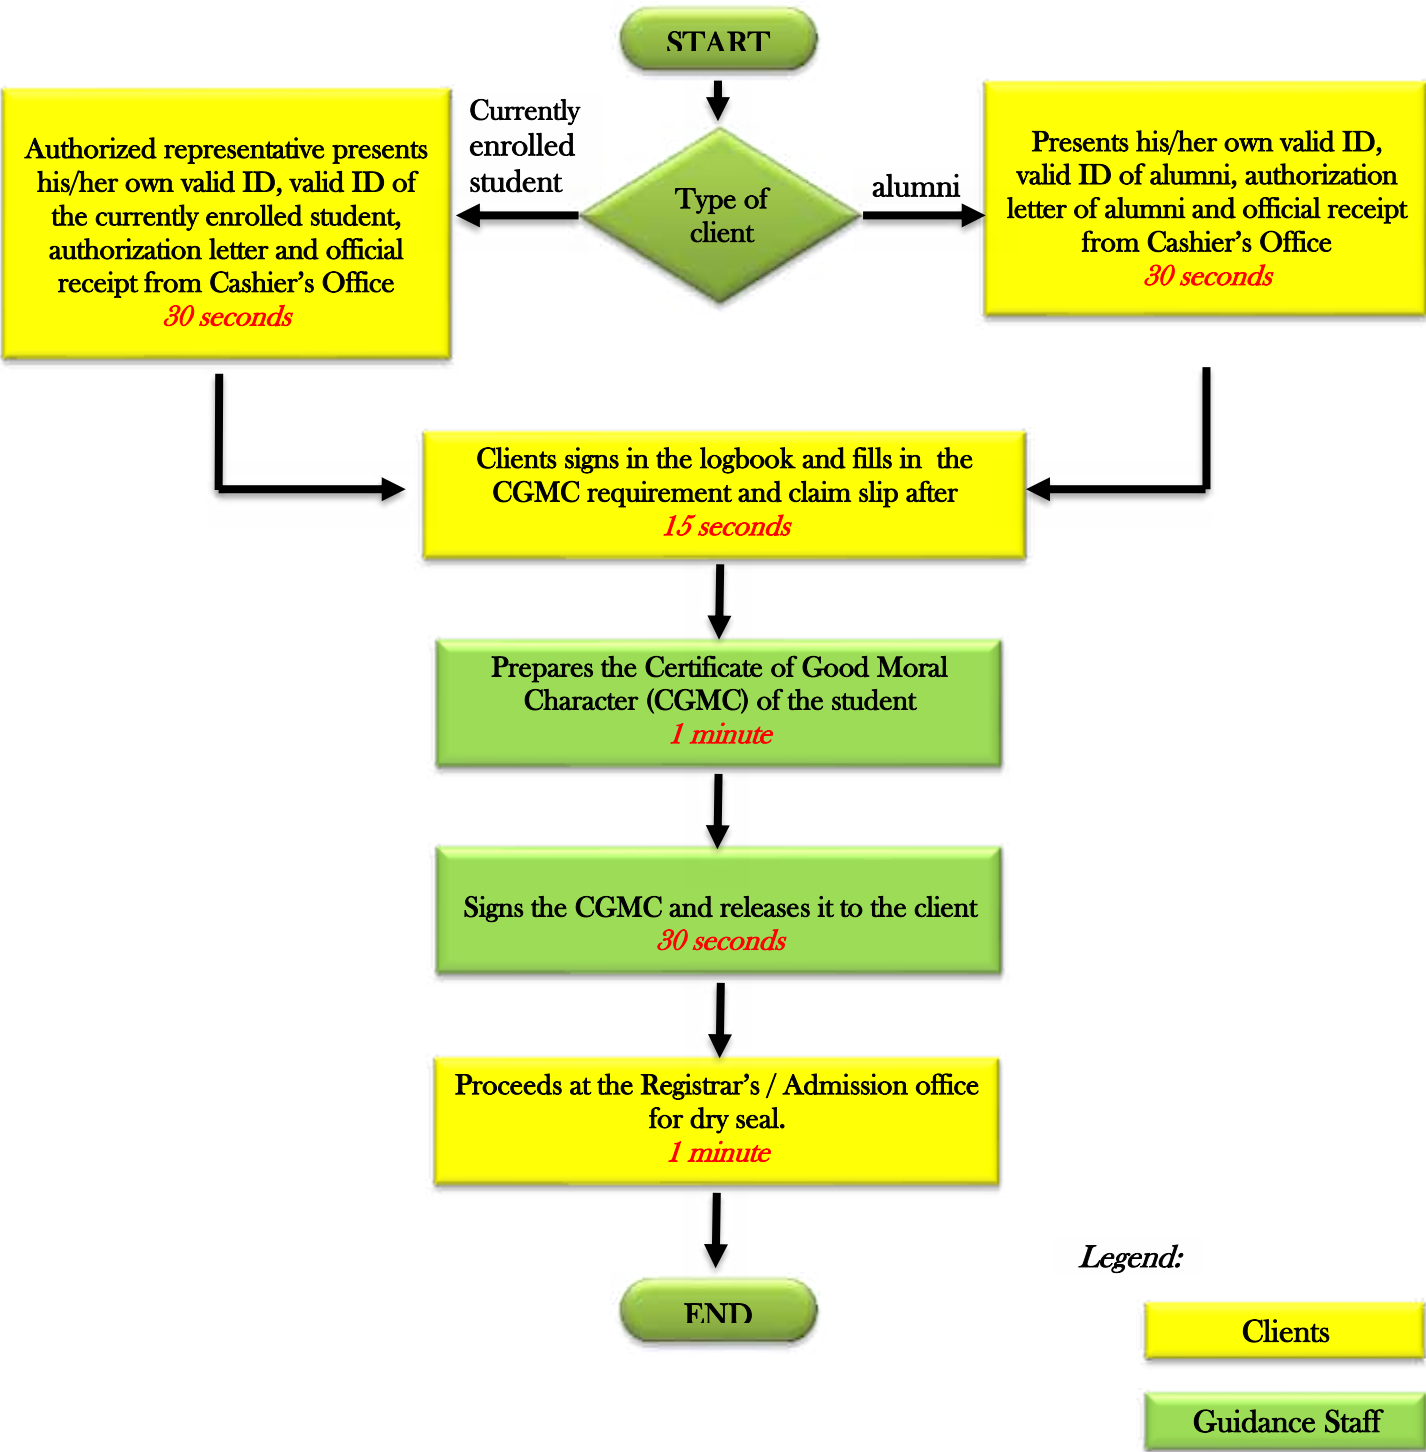 START
Currently
enrolled
student
Type of
client
alumni
Authorized representative presents
his/her own valid ID, valid ID of
the currently enrolled student,
authorization letter and official
receipt from Cashier's Office
30 seconds
Presents his/her own valid ID,
valid ID of alumni, authorization
letter of alumni and official receipt
from Cashier's Office
30 seconds
Clients signs in the logbook and fills in the
CGMC requirement and claim slip after
15 seconds
Prepares the Certificate of Good Moral
Character (CGMC) of the student
1 minute
Signs the CGMC and releases it to the client
30 seconds
Proceeds at the Registrar's / Admission office
for dry seal.
1 minute
END
Legend:
Clients
Guidance Staff